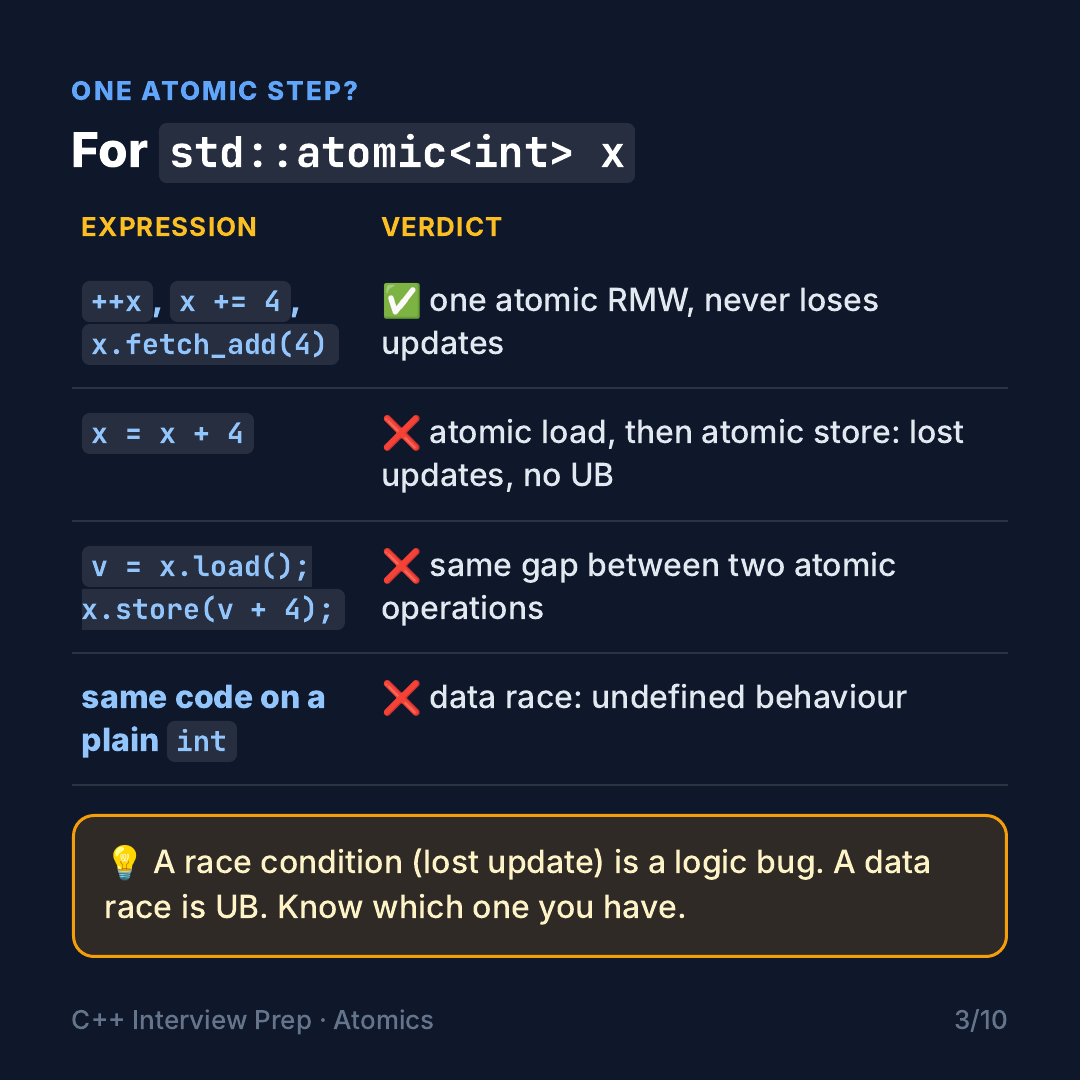 ONE ATOMIC STEP?
For std::atomic<int> x
EXPRESSION VERDICT
++x, x += 4, ✅ one atomic RMW, never loses
x.fetch_add(4) updates
x = x + 4 ❌ atomic load, then atomic store: lost
updates, no UB
v = x.load(); ❌ same gap between two atomic
x.store(v + 4); operations
same code on a ❌ data race: undefined behaviour
plain int
💡 A race condition (lost update) is a logic bug. A data
race is UB. Know which one you have.
C++ Interview Prep · Atomics 3/10